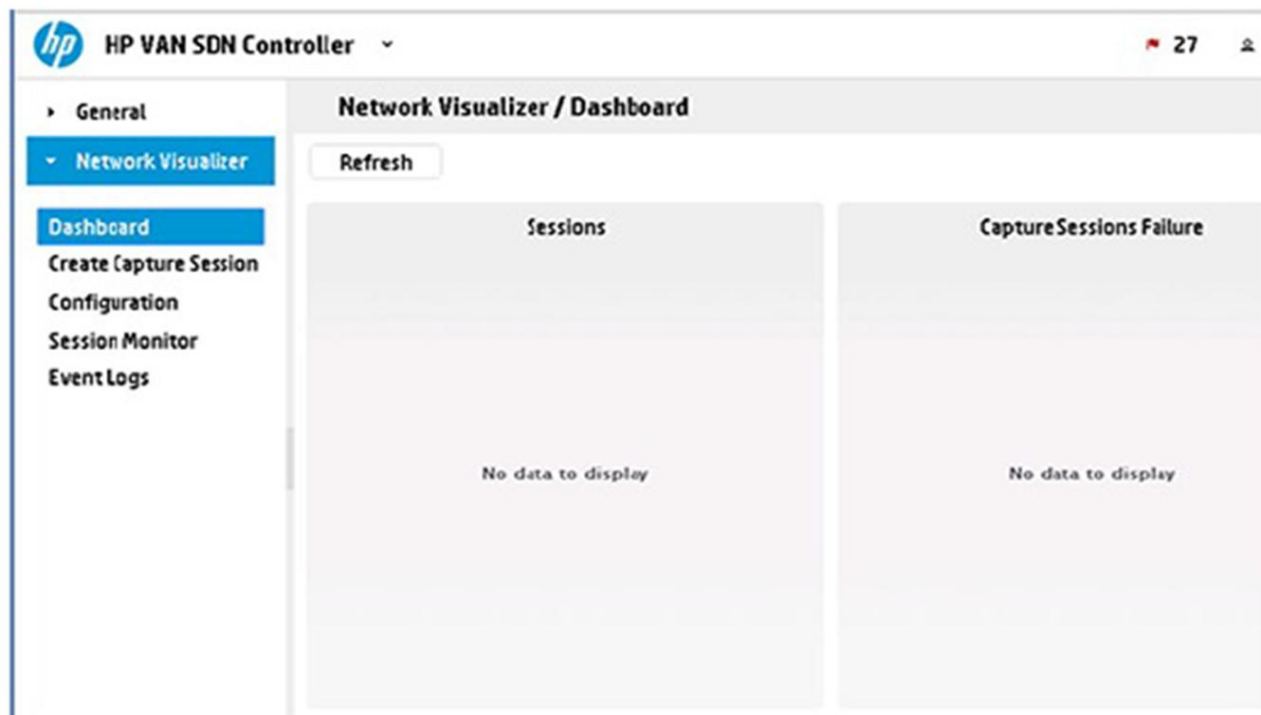 hp HP VAN SDN Controller 27
General
Network Visualizer
Dashboard
Create Capture Session
Configuration
Session Monitor
Event Logs
Network Visualizer / Dashboard
Refresh
Sessions
No data to display
Capture Sessions Failure
No data to display